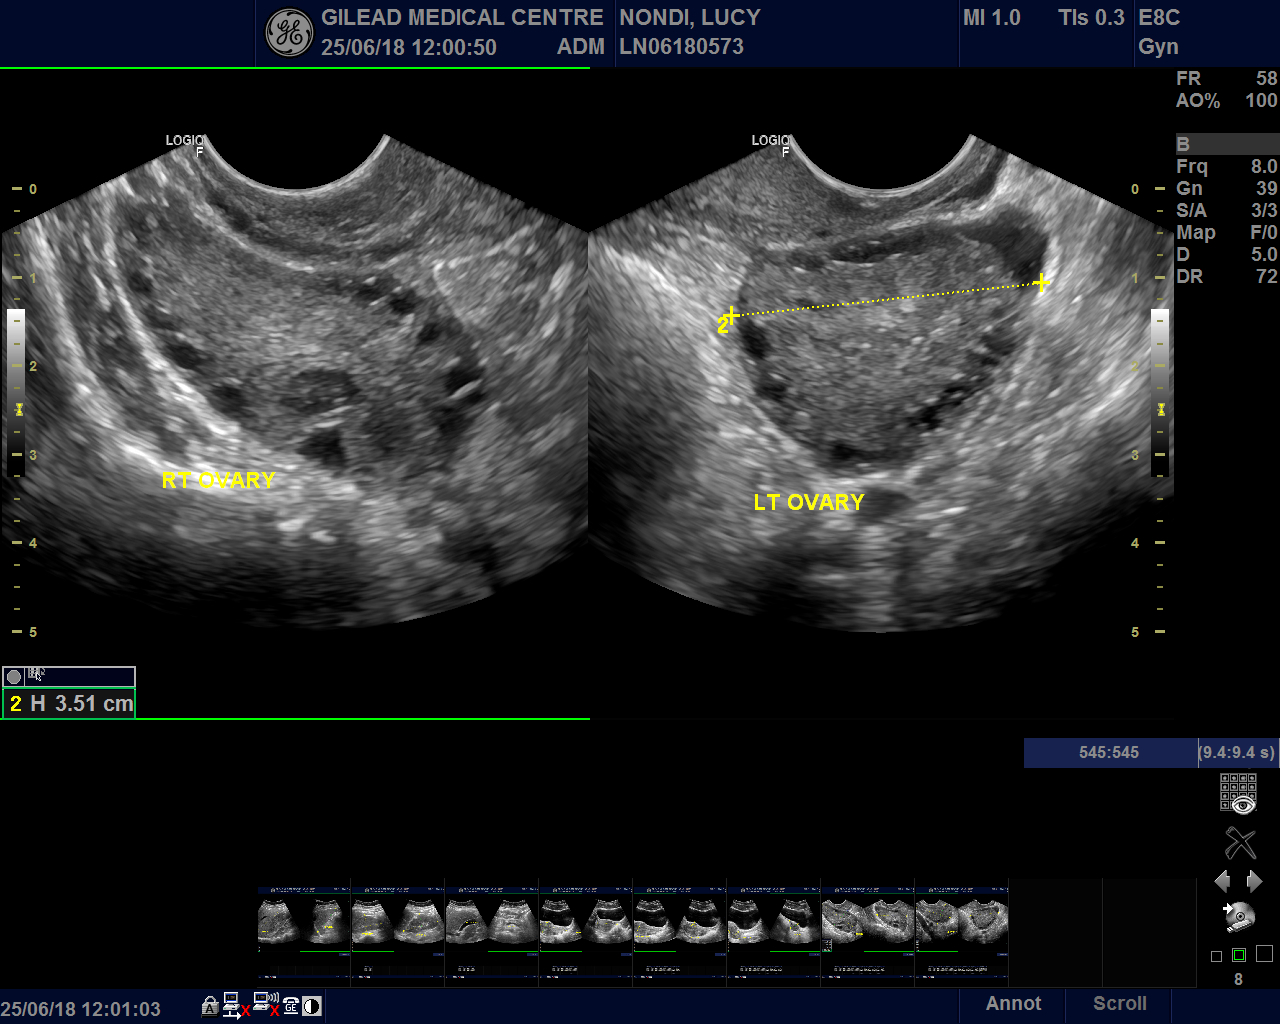 GILEAD MEDICAL CENTRE
25/06/18 12:00:50 ADM
NONDI, LUCY
LN06180573
MI 1.0 TIs 0.3
E8C
Gyn
FR 58
AO% 100
B
Frq 8.0
Gn 39
S/A 3/3
Map F/0
D 5.0
DR 72
LOGIQ
F
LOGIQ
F
0
1
2
3
4
5
0
1
2
3
4
5
2
RT OVARY
LT OVARY
2 H 3.51 cm
545:545 (9.4:9.4 s)
8
25/06/18 12:01:03
A
GE
Annot
Scroll